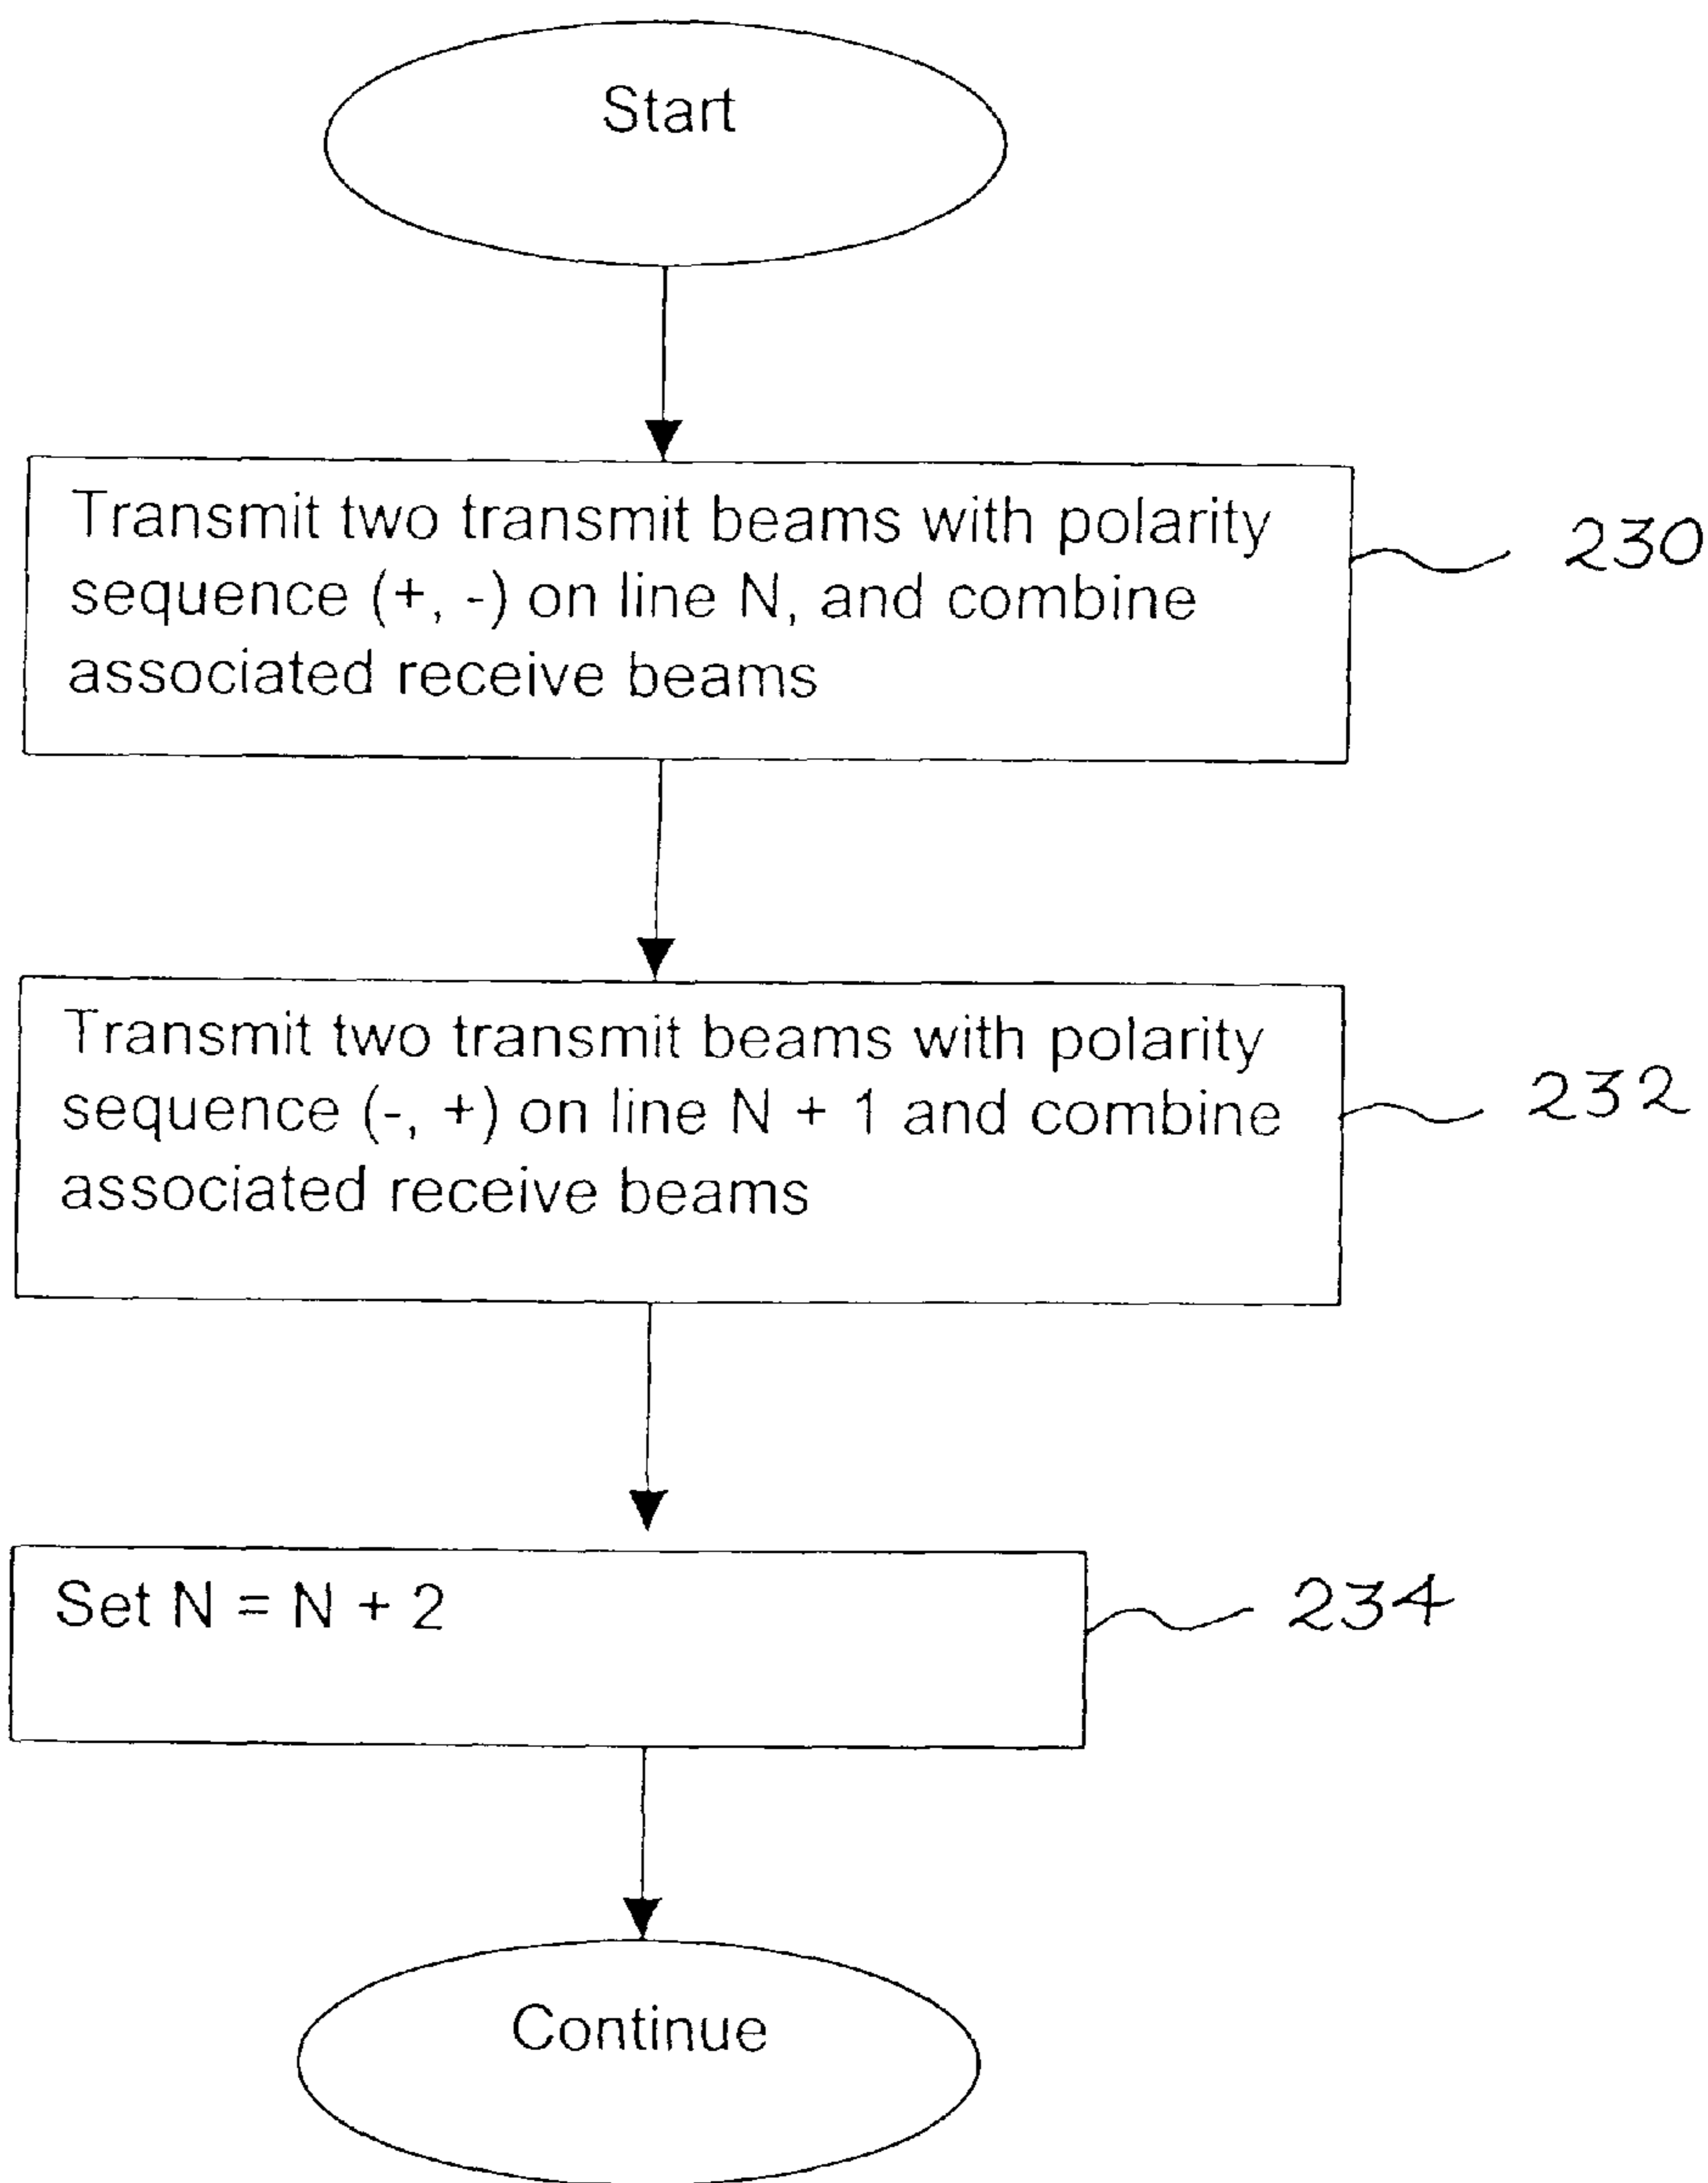 Start
Transmit two transmit beams with polarity
sequence (+, -) on line N, and combine
associated receive beams
230
Transmit two transmit beams with polarity
sequence (-, +) on line N + 1 and combine
associated receive beams
232
Set N = N + 2
234
Continue